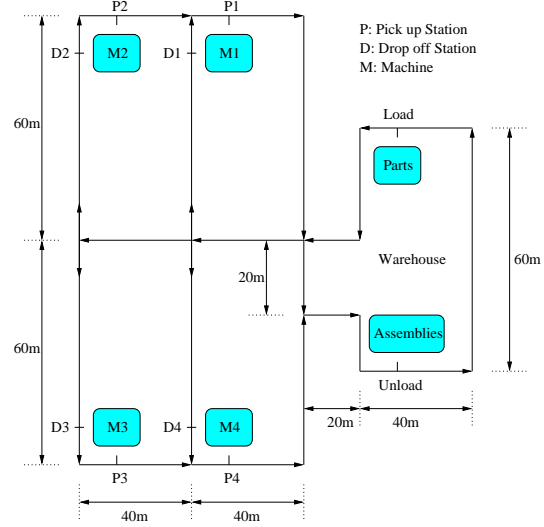 P2
P1
P: Pick up Station
D: Drop off Station
M: Machine
D2
M2
D1
M1
Load
60m
Parts
Warehouse
60m
20m
60m
Assemblies
Unload
D3
M3
D4
M4
20m
40m
P3
P4
40m
40m